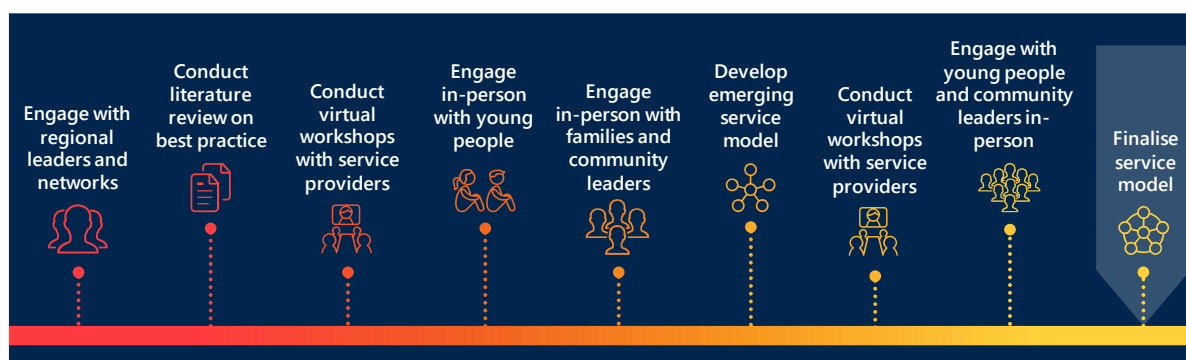 Engage with
regional
leaders and
networks
Conduct
literature
review on
best practice
Conduct
virtual
workshops
with service
providers
Engage
in-person
with young
people
Engage
in-person with
families and
community
leaders
Develop
emerging
service
model
Conduct
virtual
workshops
with service
providers
Engage with
young people
and community
leaders in-
person
Finalise
service
model